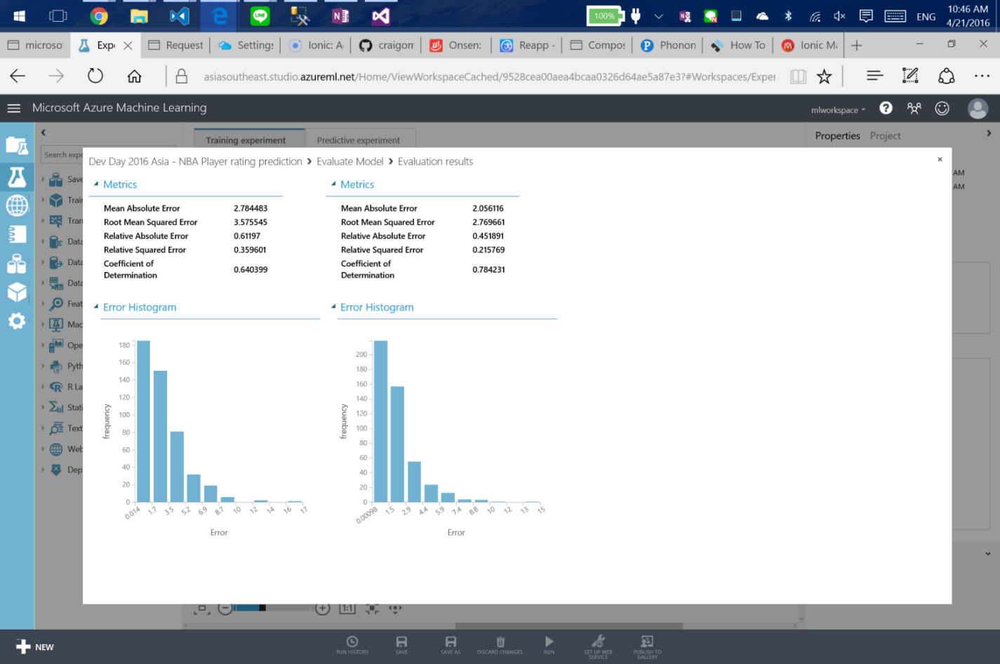 100%
ENG
10:46 AM
4/21/2016
microso
Exp
Request
Settings
Ionic: A
craigom
Onsen:
Reapp -
Compos
Phonon
How To
Ionic Ma
asiasoutheast.studio.azureml.net/Home/ViewWorkspaceCached/9528cea00aea4bcaa0326d64ae5a87e3?#Workspaces/Exper
Microsoft Azure Machine Learning
mlworkspace
Training experiment
Predictive experiment
Properties
Project
Search expe
AM
AM
Save
Train
Tran
Data
Data
Data
Feat
Mac
Ope
Pyth
R La
Stati
Text
Web
Dep
Dev Day 2016 Asia - NBA Player rating prediction › Evaluate Model › Evaluation results
Metrics
Mean Absolute Error 2.784483
Root Mean Squared Error 3.575545
Relative Absolute Error 0.61197
Relative Squared Error 0.359601
Coefficient of
Determination 0.640399
Metrics
Mean Absolute Error 2.056116
Root Mean Squared Error 2.769661
Relative Absolute Error 0.451891
Relative Squared Error 0.215769
Coefficient of
Determination 0.784231
Error Histogram
180
160
140
120
100
80
60
40
20
0
frequency
0.014 1.7 3.5 5.2 6.9 8.7 10 12 14 16 17
Error
Error Histogram
200
180
160
140
120
100
80
60
40
20
0
frequency
0.00098 1.5 2.9 4.4 5.9 7.4 8.8 10 12 13 15
Error
1:1
NEW
RUN HISTORY
SAVE
SAVE AS
DISCARD CHANGES
RUN
SET UP WEB
SERVICE
PUBLISH TO
GALLERY